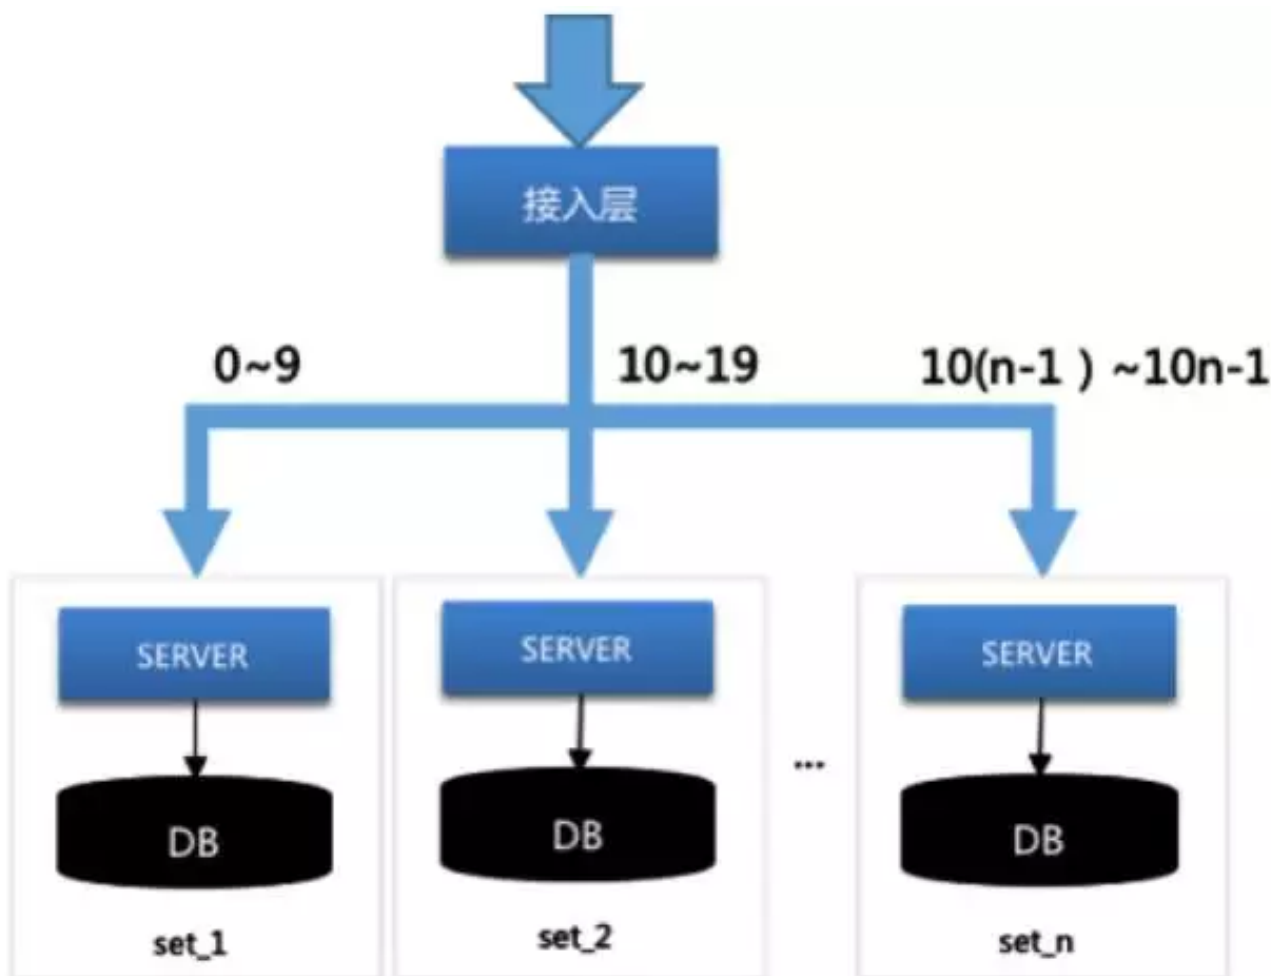 接入层
0~9
10~19
10(n-1 ) ~10n-1
SERVER
SERVER
SERVER
...
DB
DB
DB
set_1
set_2
set_n